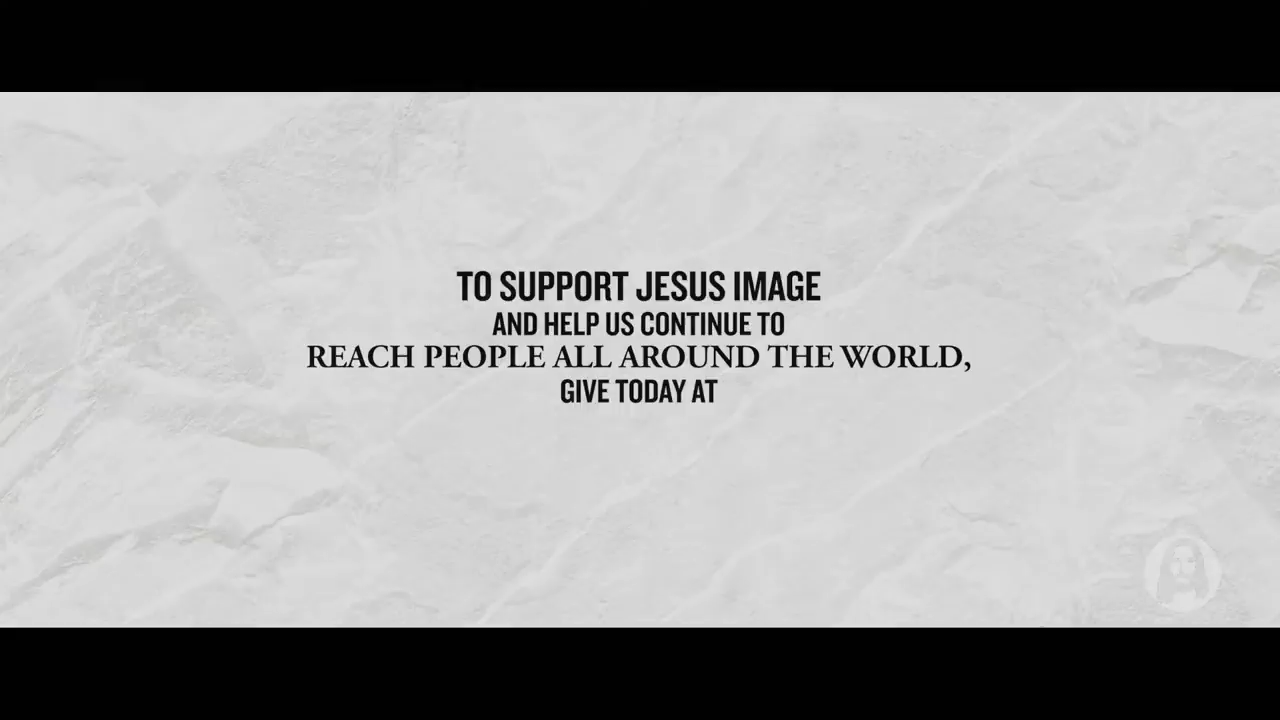 TO SUPPORT JESUS IMAGE
AND HELP US CONTINUE TO
REACH PEOPLE ALL AROUND THE WORLD,
GIVE TODAY AT